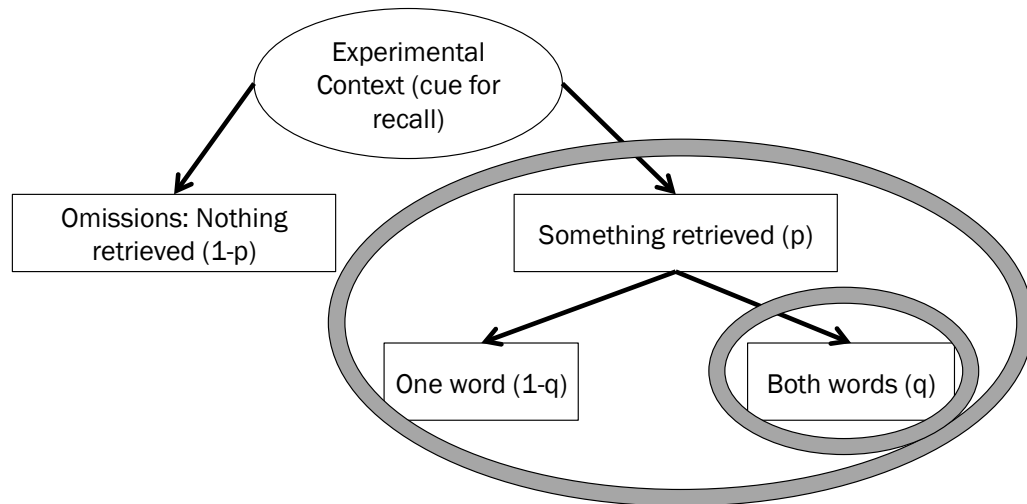 Experimental
Context (cue for
recall)
Omissions: Nothing
retrieved (1-p)
Something retrieved (p)
One word (1-q)
Both words (q)